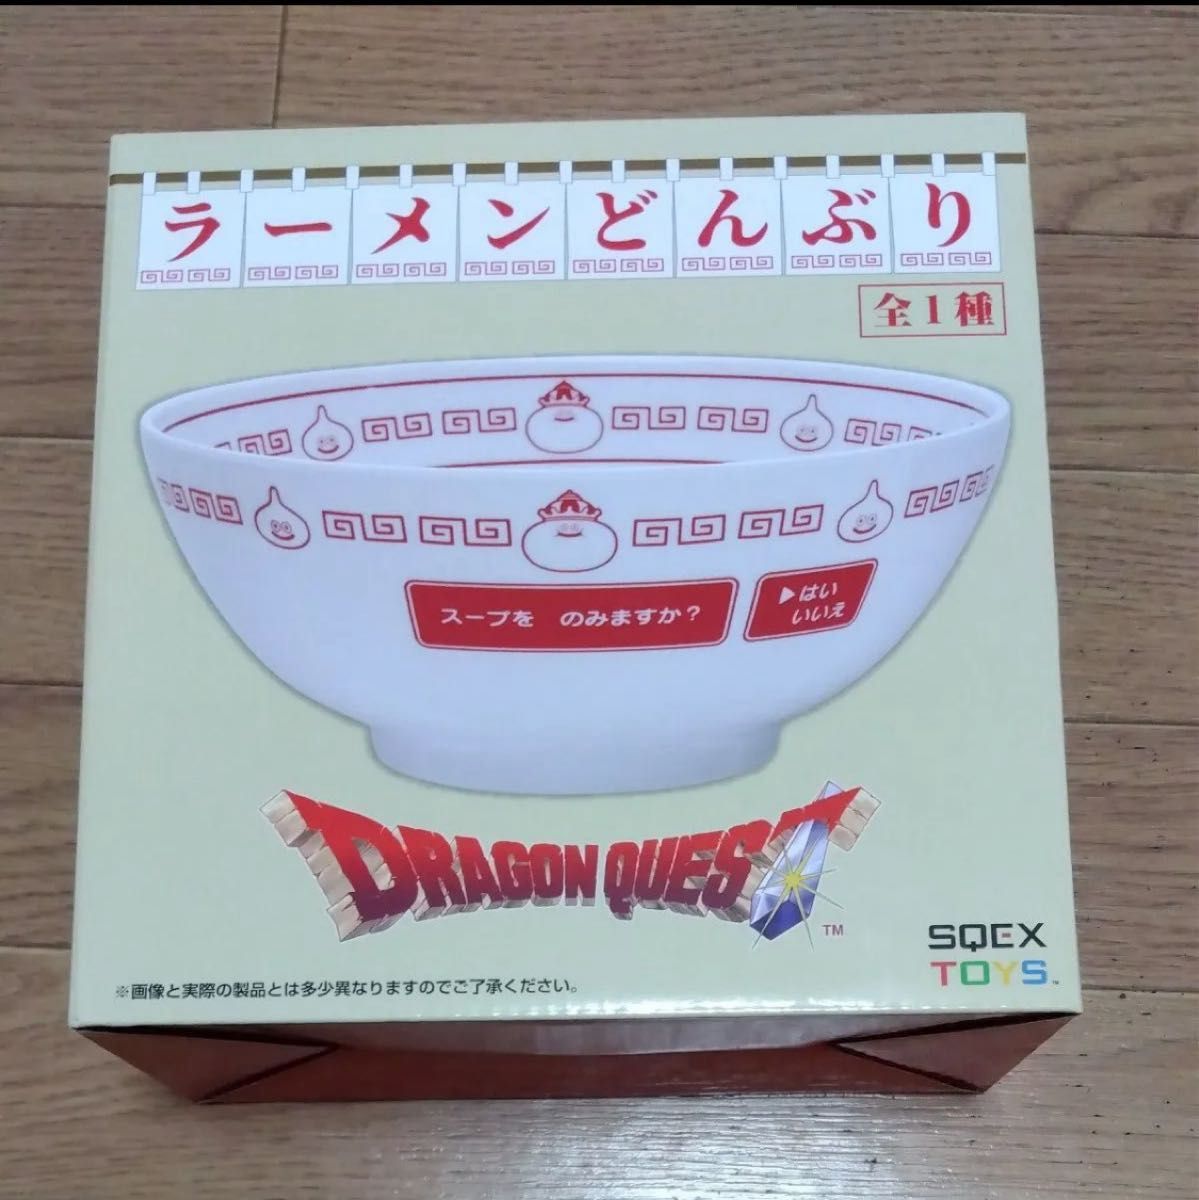 ラーメンどんぶり
全1種
スープを のみますか?
▶はい
いいえ
DRAGON QUEST
TM
SQEX
TOYS™
※画像と実際の製品とは多少異なりますのでご了承ください。